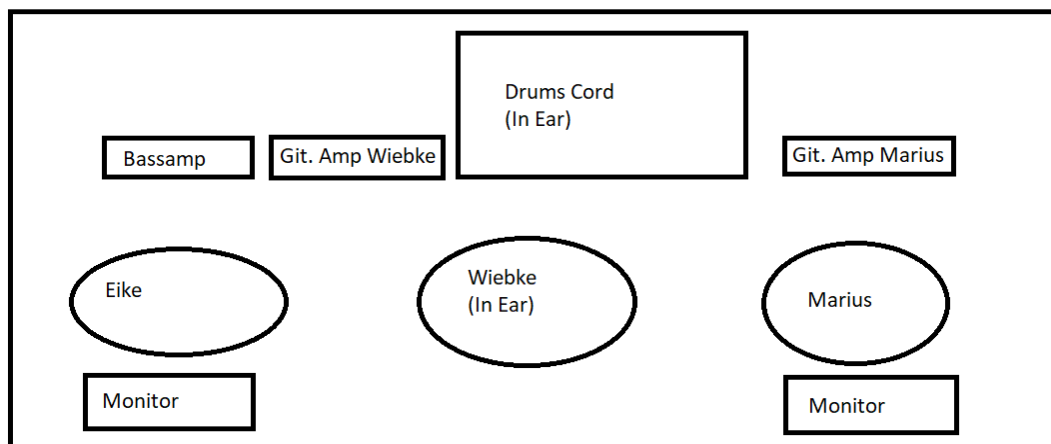 Drums Cord
(In Ear)
Bassamp
Git. Amp Wiebke
Git. Amp Marius
Eike
Wiebke
(In Ear)
Marius
Monitor
Monitor